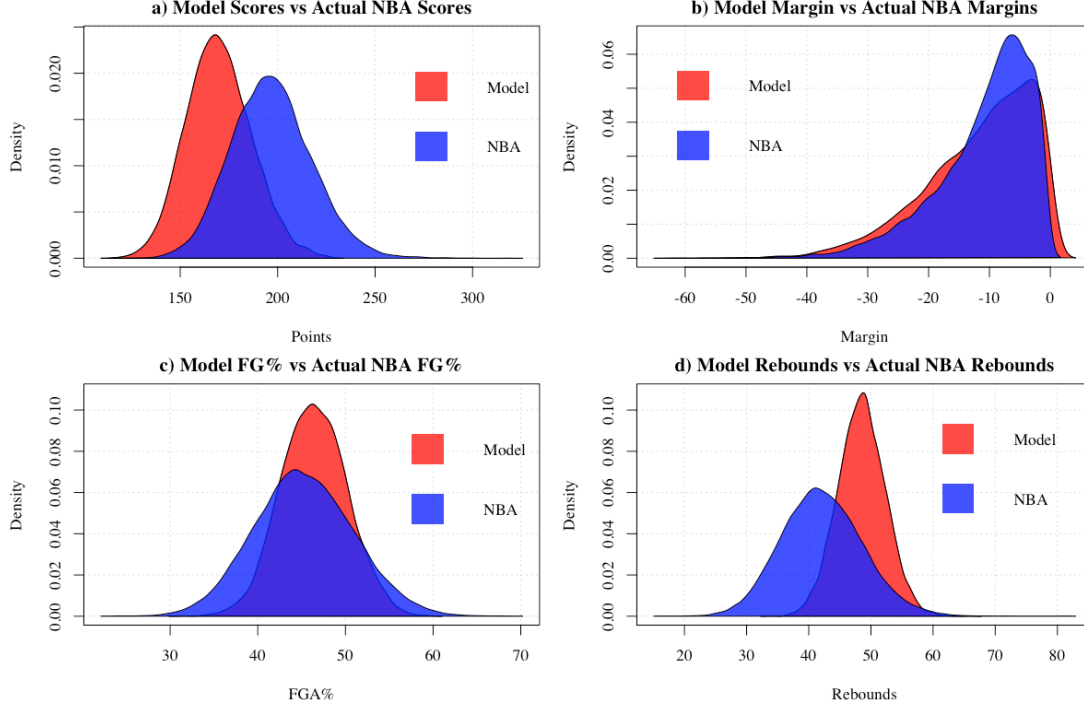 a) Model Scores vs Actual NBA Scores
Density
0.000
0.010
0.020
150
200
250
300
Points
Model
NBA
b) Model Margin vs Actual NBA Margins
Density
0.00
0.02
0.04
0.06
-60
-50
-40
-30
-20
-10
0
Margin
Model
NBA
c) Model FG% vs Actual NBA FG%
Density
0.00
0.02
0.04
0.06
0.08
0.10
30
40
50
60
70
FGA%
Model
NBA
d) Model Rebounds vs Actual NBA Rebounds
Density
0.00
0.02
0.04
0.06
0.08
0.10
20
30
40
50
60
70
80
Rebounds
Model
NBA